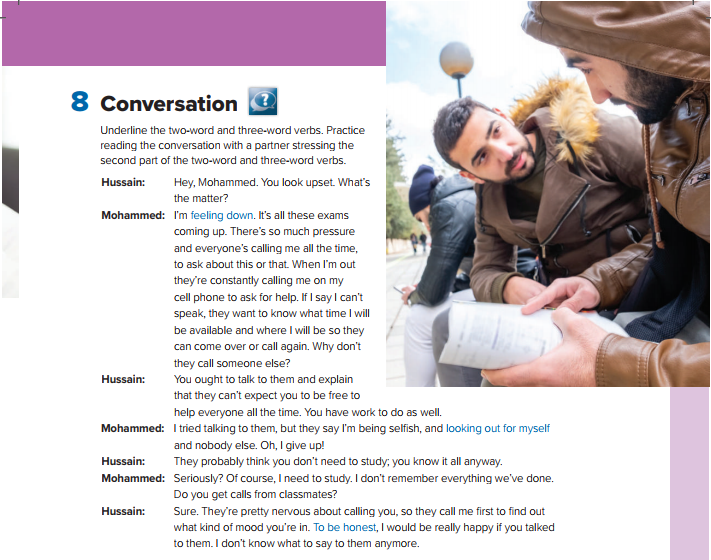 8 Conversation
Underline the two-word and three-word verbs. Practice
reading the conversation with a partner stressing the
second part of the two-word and three-word verbs.
Hussain: Hey, Mohammed. You look upset. What's
the matter?
Mohammed: I'm feeling down. It's all these exams
coming up. There's so much pressure
and everyone's calling me all the time,
to ask about this or that. When I'm out
they're constantly calling me on my
cell phone to ask for help. If I say I can't
speak, they want to know what time I will
be available and where I will be so they
can come over or call again. Why don't
they call someone else?
Hussain: You ought to talk to them and explain
that they can't expect you to be free to
help everyone all the time. You have work to do as well.
Mohammed: I tried talking to them, but they say I'm being selfish, and looking out for myself
and nobody else. Oh, I give up!
Hussain: They probably think you don't need to study; you know it all anyway.
Mohammed: Seriously? Of course, I need to study. I don't remember everything we've done.
Do you get calls from classmates?
Hussain: Sure. They're pretty nervous about calling you, so they call me first to find out
what kind of mood you're in. To be honest, I would be really happy if you talked
to them. I don't know what to say to them anymore.